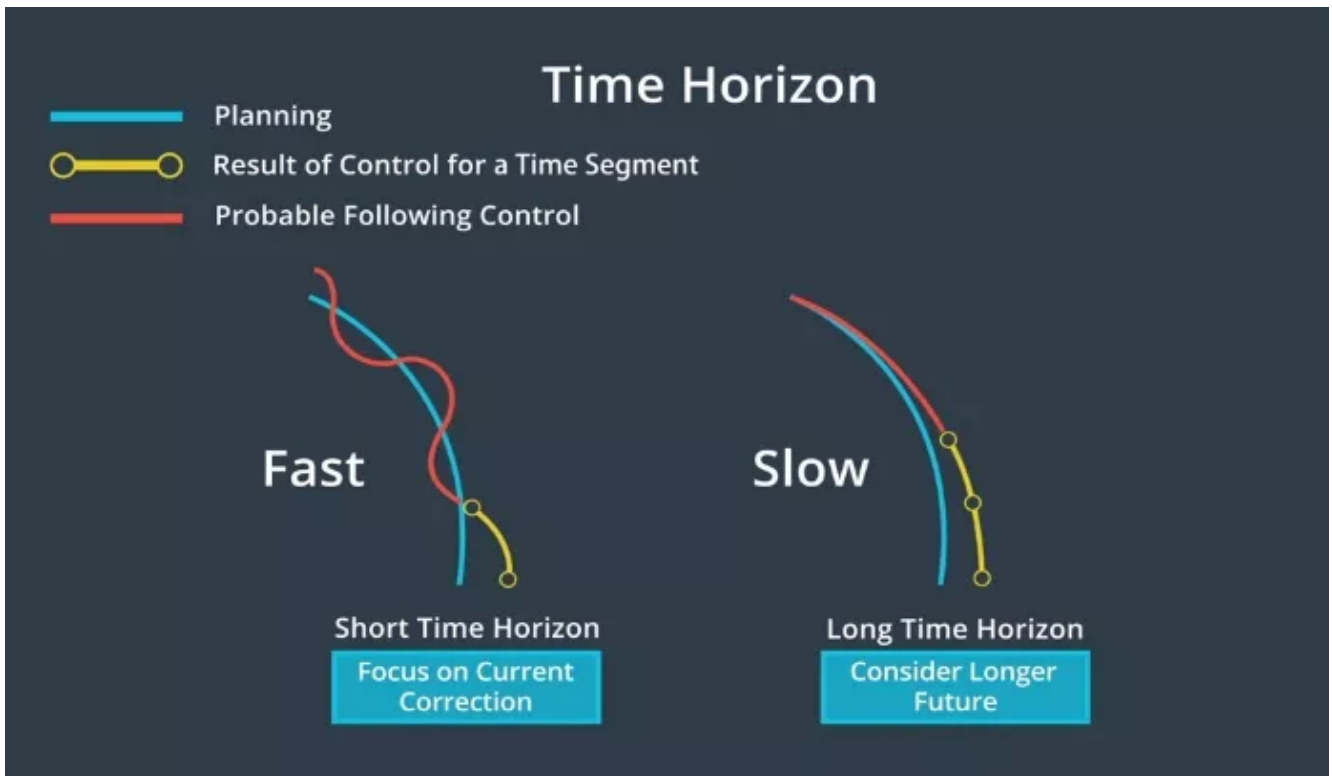 Time Horizon
Planning
Result of Control for a Time Segment
Probable Following Control
Fast
Slow
Short Time Horizon
Focus on Current
Correction
Long Time Horizon
Consider Longer
Future